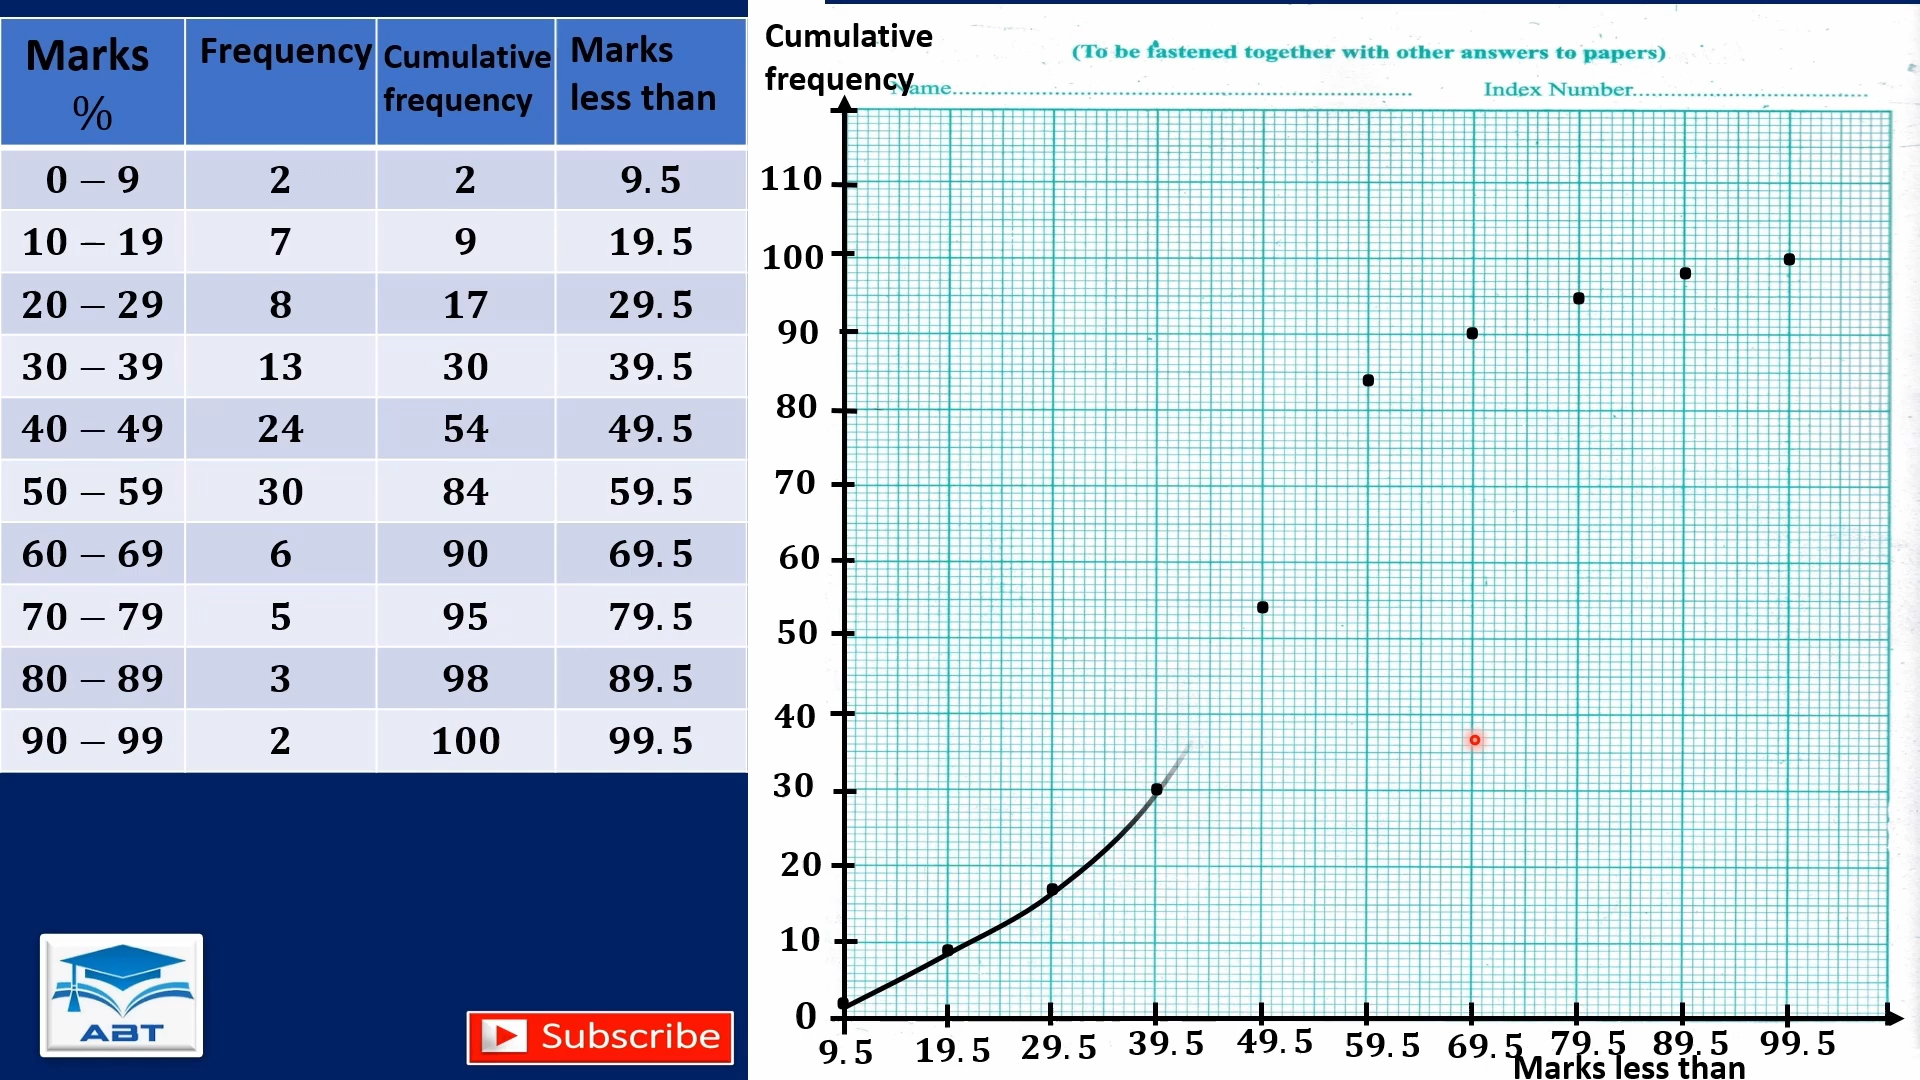 Marks % Frequency Cumulative frequency Marks less than
0 – 9 2 2 9.5
10 – 19 7 9 19.5
20 – 29 8 17 29.5
30 – 39 13 30 39.5
40 – 49 24 54 49.5
50 – 59 30 84 59.5
60 – 69 6 90 69.5
70 – 79 5 95 79.5
80 – 89 3 98 89.5
90 – 99 2 100 99.5
ABT
Subscribe
Cumulative
frequency
(To be fastened together with other answers to papers)
Name
Index Number
110
100
90
80
70
60
50
40
30
20
10
0
9.5 19.5 29.5 39.5 49.5 59.5 69.5 79.5 89.5 99.5
Marks less than